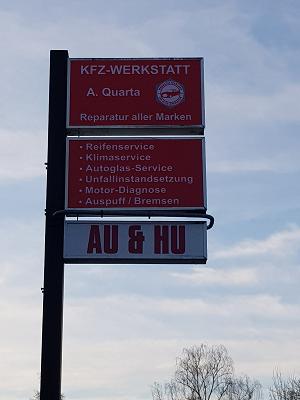 KFZ-WERKSTATT
A. Quarta
Reparatur aller Marken
• Reifenservice
• Klimaservice
• Autoglas-Service
• Unfallinstandsetzung
• Motor-Diagnose
• Auspuff / Bremsen
AU & HU